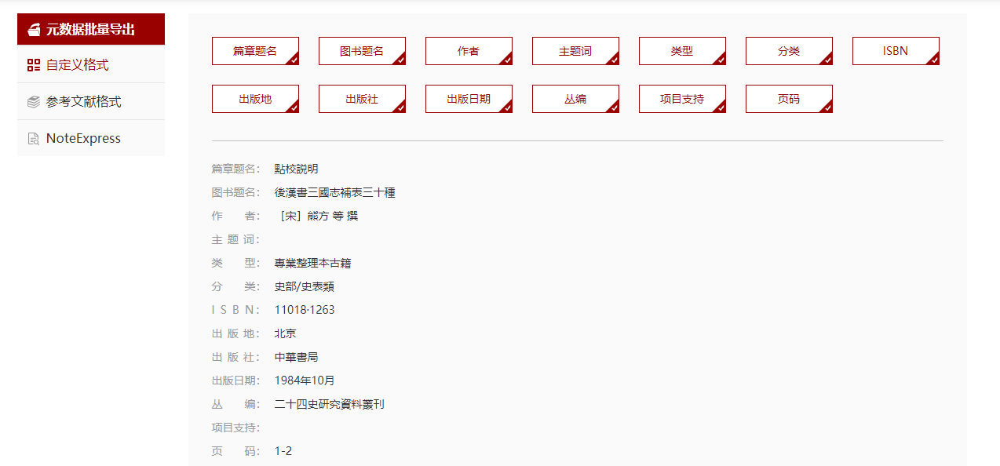 元数据批量导出
自定义格式
参考文献格式
NoteExpress
篇章题名 图书题名 作者 主题词 类型 分类 ISBN
出版地 出版社 出版日期 丛编 项目支持 页码
篇章题名： 點校説明
图书题名： 後漢書三國志補表三十種
作 者： ［宋］熊方 等 撰
主 题 词：
类 型： 專業整理本古籍
分 类： 史部/史表類
I S B N： 11018·1263
出 版 地： 北京
出 版 社： 中華書局
出版日期： 1984年10月
丛 编： 二十四史研究資料叢刊
项目支持：
页 码： 1-2